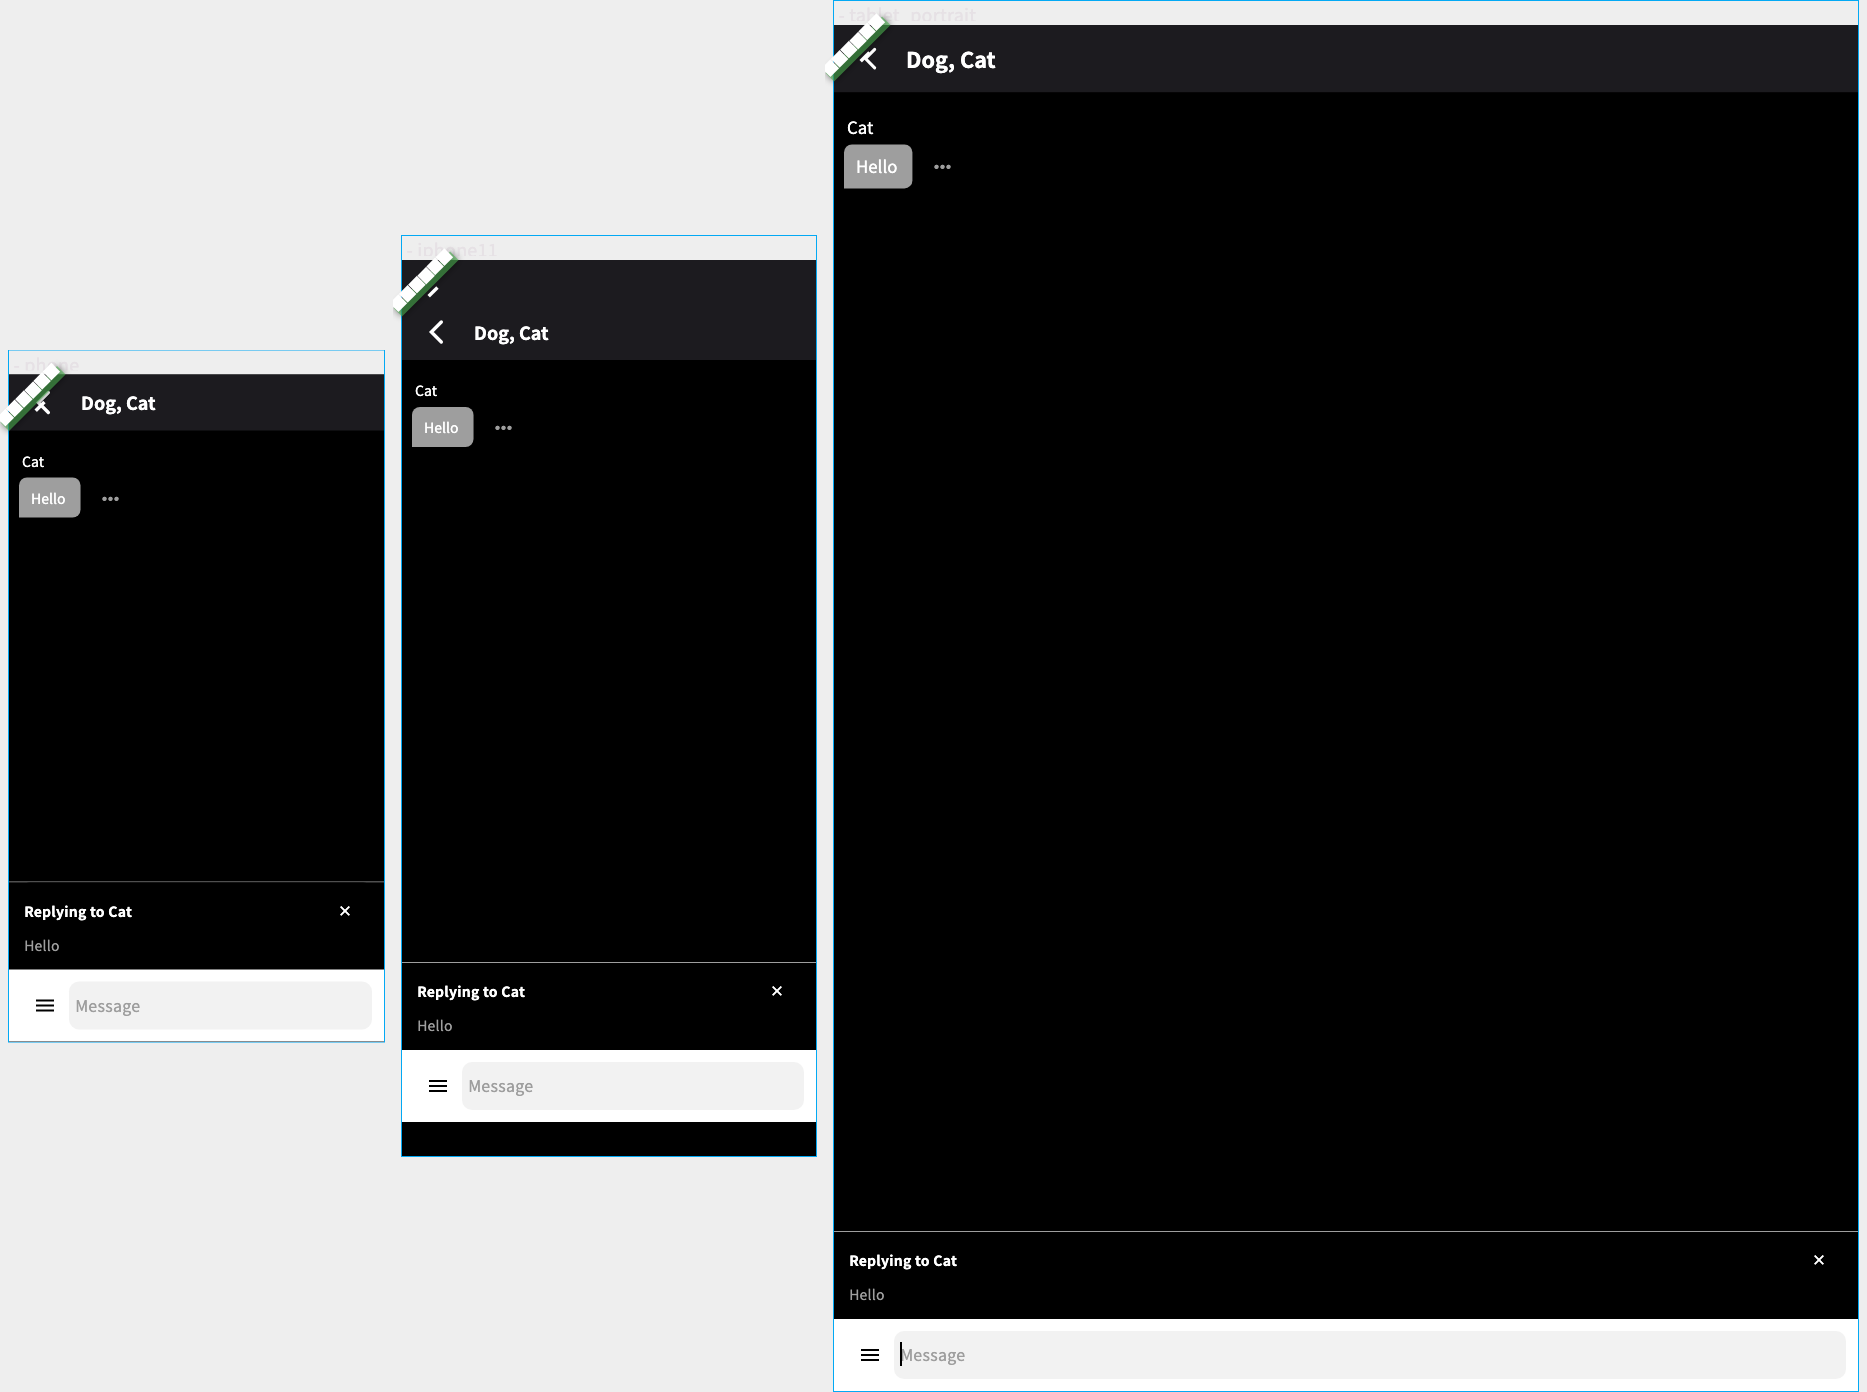 - phone
Dog, Cat
Cat
Hello
Replying to Cat
Hello
Message
- iphone11
Dog, Cat
Cat
Hello
Replying to Cat
Hello
Message
- tablet_portrait
Dog, Cat
Cat
Hello
Replying to Cat
Hello
Message